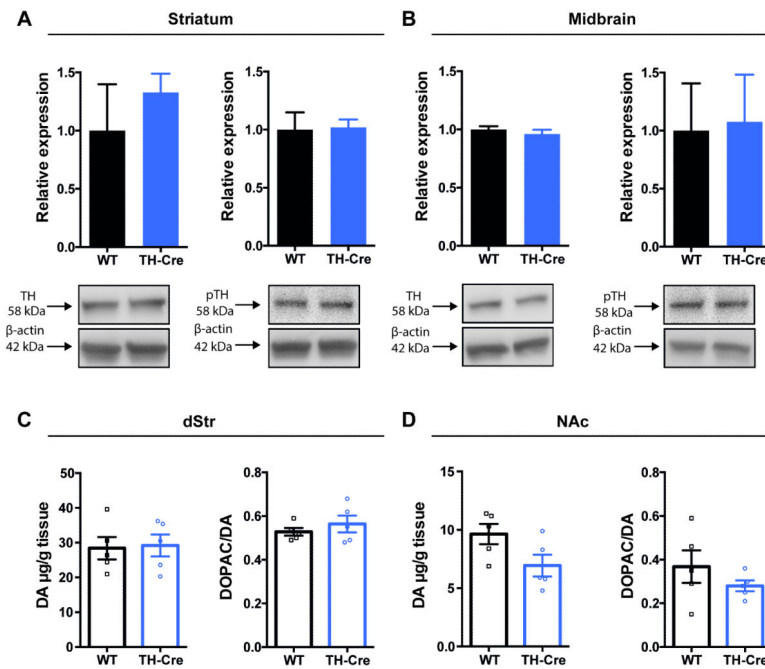 A Striatum
B Midbrain
Relative expression
1.5
1.0
0.5
0.0
WT TH-Cre
Relative expression
1.5
1.0
0.5
0.0
WT TH-Cre
Relative expression
1.5
1.0
0.5
0.0
WT TH-Cre
Relative expression
1.5
1.0
0.5
0.0
WT TH-Cre
TH
58 kDa
β-actin
42 kDa
pTH
58 kDa
β-actin
42 kDa
TH
58 kDa
β-actin
42 kDa
pTH
58 kDa
β-actin
42 kDa
C dStr
D NAc
DA µg/g tissue
50
40
30
20
10
0
WT TH-Cre
DOPAC/DA
0.8
0.6
0.4
0.2
0.0
WT TH-Cre
DA µg/g tissue
15
10
5
0
WT TH-Cre
DOPAC/DA
0.8
0.6
0.4
0.2
0.0
WT TH-Cre